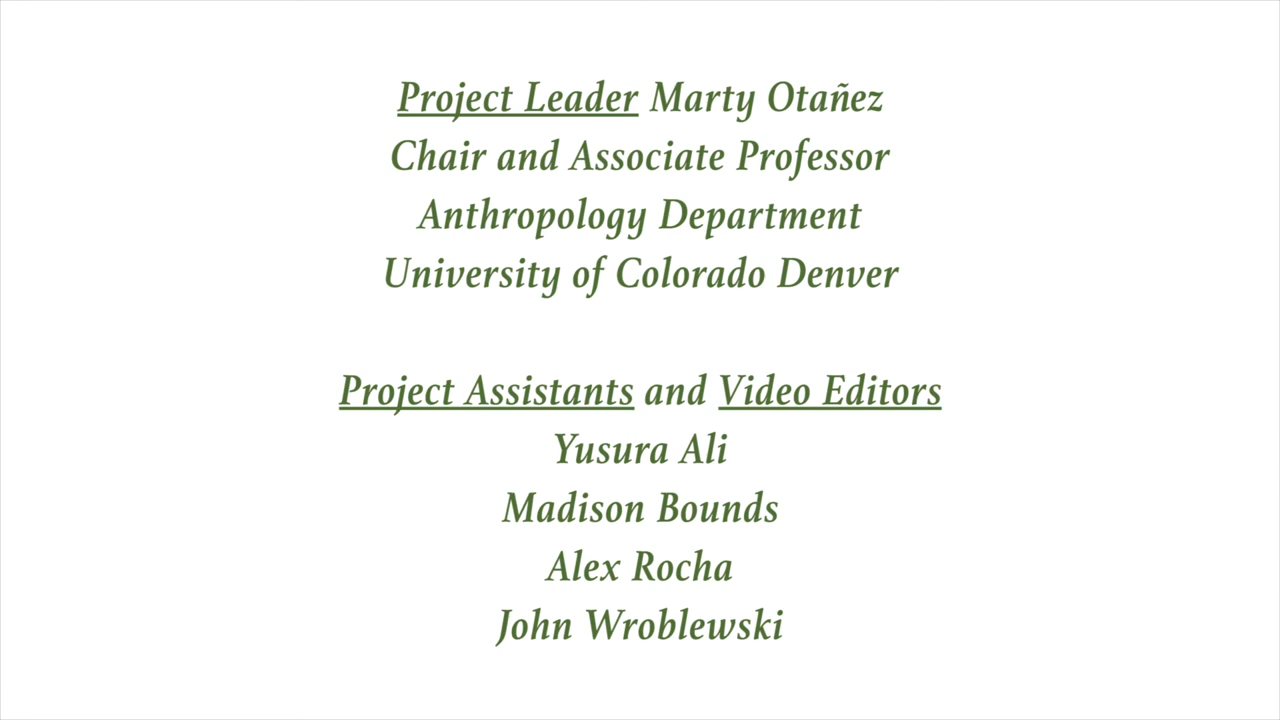 Project Leader Marty Otañez
Chair and Associate Professor
Anthropology Department
University of Colorado Denver
Project Assistants and Video Editors
Yusura Ali
Madison Bounds
Alex Rocha
John Wroblewski